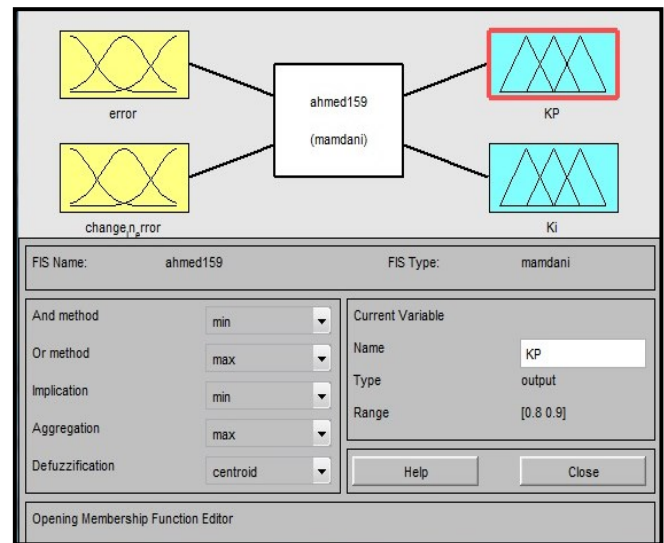 error
ahmed159
(mamdani)
KP
change_in_error
Ki
FIS Name: ahmed159 FIS Type: mamdani
And method min
Or method max
Implication min
Aggregation max
Defuzzification centroid
Current Variable
Name KP
Type output
Range [0.8 0.9]
Help Close
Opening Membership Function Editor